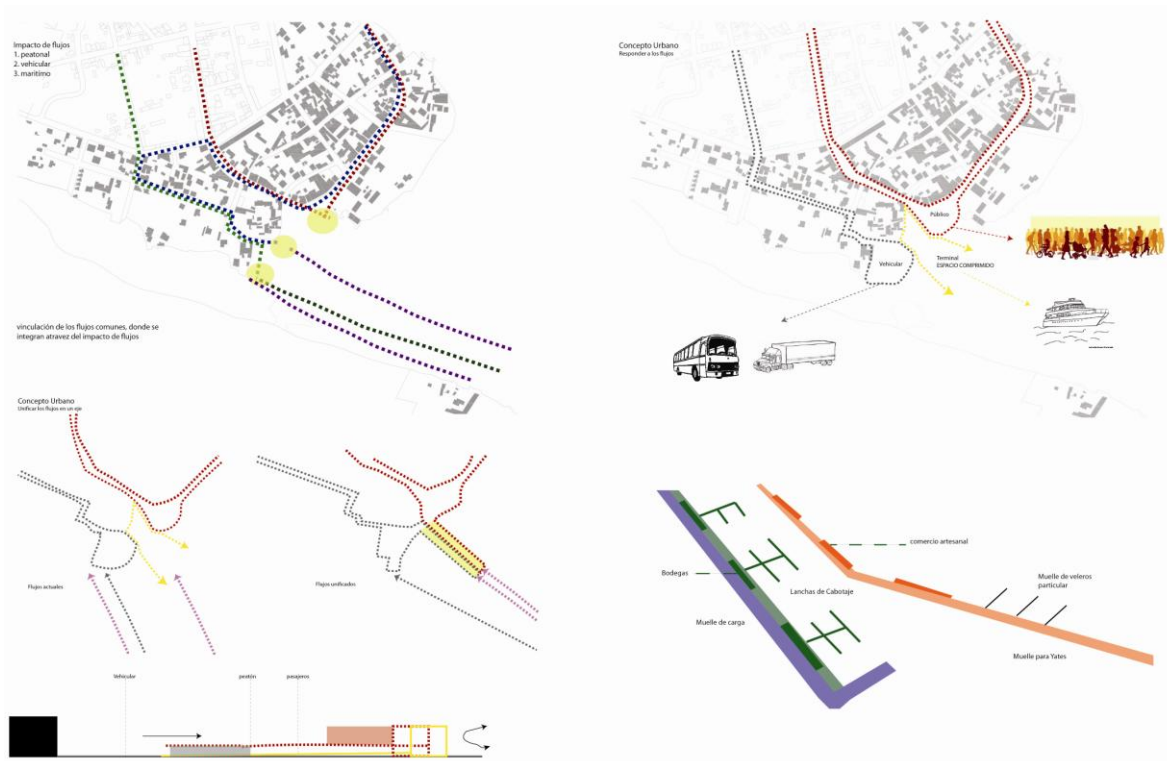 Impacto de flujos
1. peatonal
2. vehicular
3. maritimo
vinculación de los flujos comunes, donde se
integran atravez del impacto de flujos
Concepto Urbano
Responder a los flujos
Público
Terminal
ESPACIO COMPRIMIDO
Vehicular
Concepto Urbano
Unificar los flujos en un eje
Flujos actuales
Flujos unificados
Vehicular
peatón
pasajeros
comercio artesanal
Bodegas
Lanchas de Cabotaje
Muelle de veleros
particular
Muelle de carga
Muelle para Yates